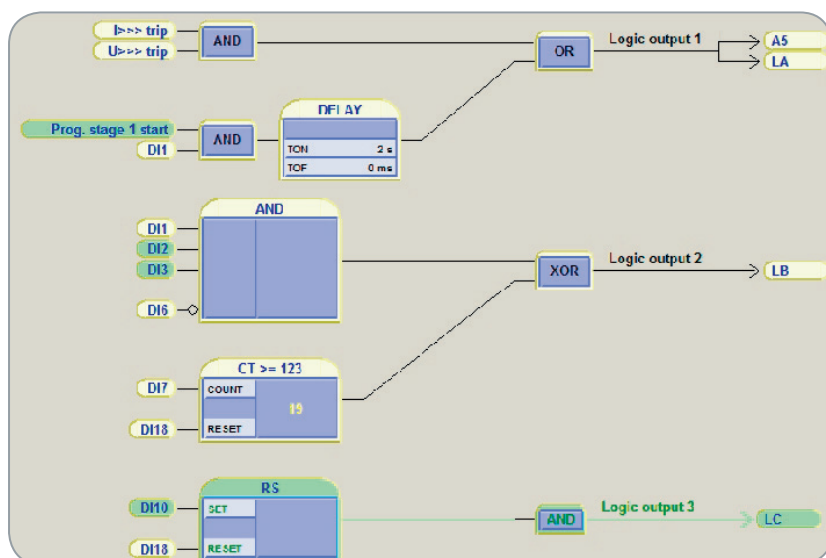 I>>> trip
U>>> trip
AND
OR
Logic output 1
A5
LA
Prog. stage 1 start
DI1
AND
DELAY
TON 2 s
TOF 0 ms
AND
DI1
DI2
DI3
DI6
XOR
Logic output 2
LB
CT >= 123
DI7
COUNT
19
DI18
RESET
RS
DI10
SET
DI18
RESET
AND
Logic output 3
LC